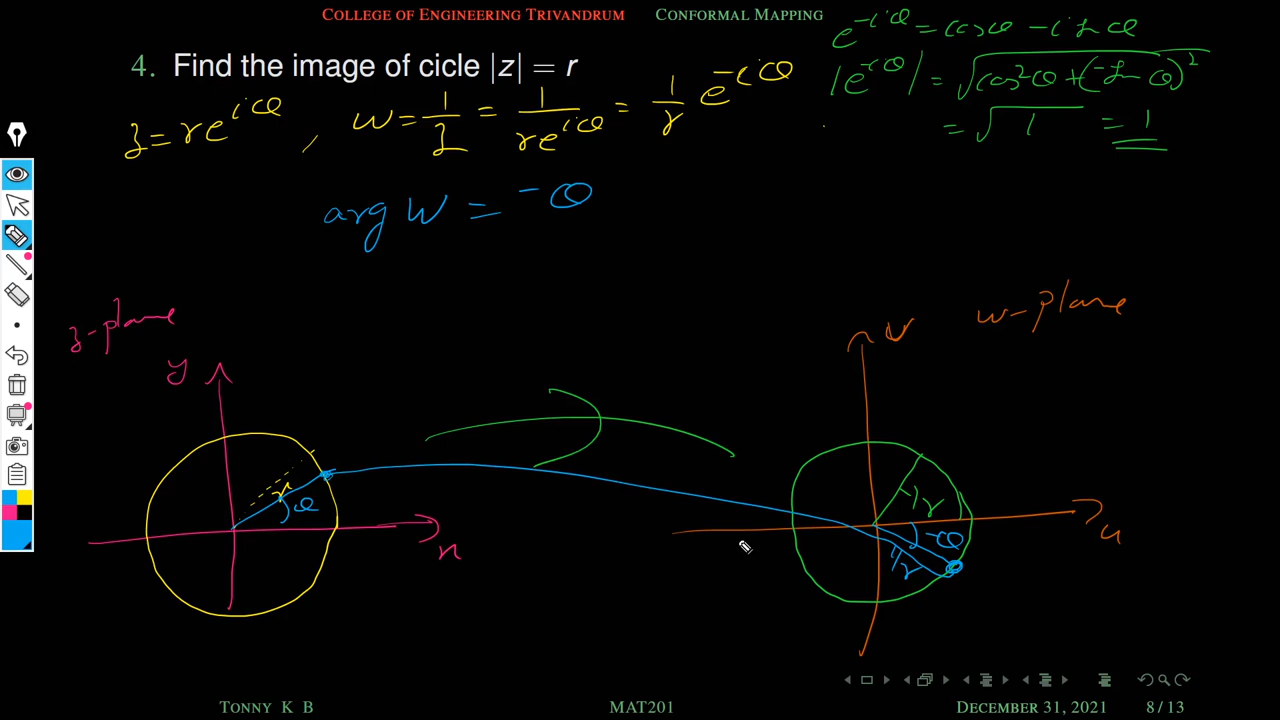 COLLEGE OF ENGINEERING TRIVANDRUM CONFORMAL MAPPING
4. Find the image of cicle |z| = r
z = re^{iθ} , w = 1/z = 1/(re^{iθ}) = 1/r e^{-iθ}
e^{-iθ} = cosθ - i sinθ
|e^{-iθ}| = √(cos²θ + (-sinθ)²)
= √1 = 1
arg w = -θ
z-plane
w-plane
y
v
r
θ
x
1/r
-θ
1/r
u
TONNY K B MAT201 DECEMBER 31, 2021 8/13